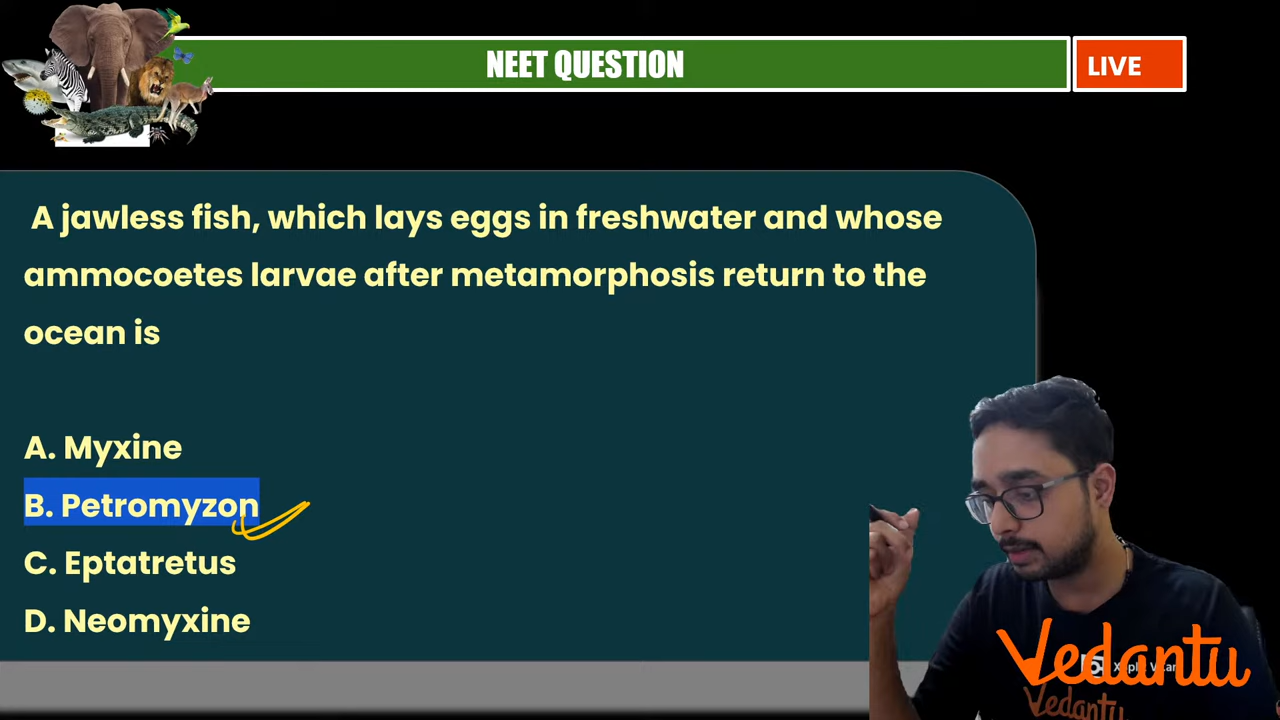 NEET QUESTION
LIVE
A jawless fish, which lays eggs in freshwater and whose
ammocoetes larvae after metamorphosis return to the
ocean is
A. Myxine
B. Petromyzon
C. Eptatretus
D. Neomyxine
Vedantu
Vedantu